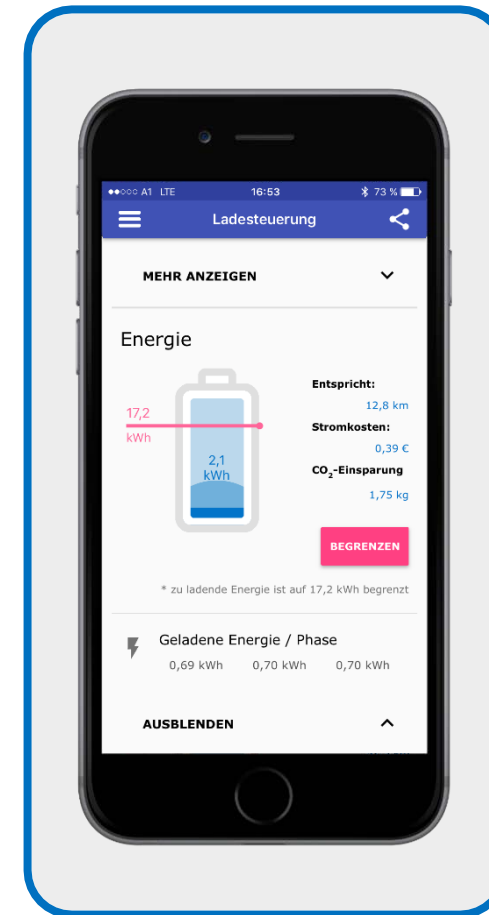 ●●○○○ A1 LTE 16:53 73 %
Ladesteuerung
MEHR ANZEIGEN
Energie
17,2
kWh
2,1
kWh
Entspricht:
12,8 km
Stromkosten:
0,39 €
CO₂-Einsparung
1,75 kg
BEGRENZEN
* zu ladende Energie ist auf 17,2 kWh begrenzt
Geladene Energie / Phase
0,69 kWh 0,70 kWh 0,70 kWh
AUSBLENDEN